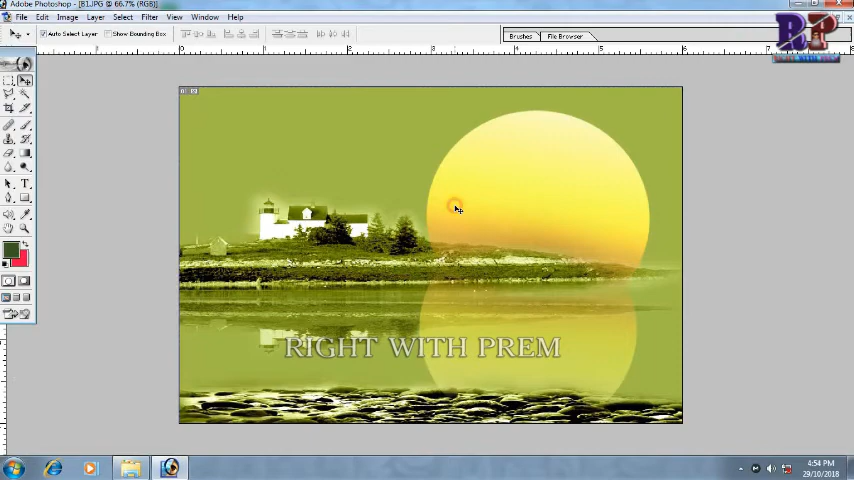 Adobe Photoshop - [B1.JPG @ 66.7% (RGB)]
File Edit Image Layer Select Filter View Window Help
Auto Select Layer Show Bounding Box
Brushes File Browser
RP
RIGHT WITH PREM
4:54 PM
29/10/2018